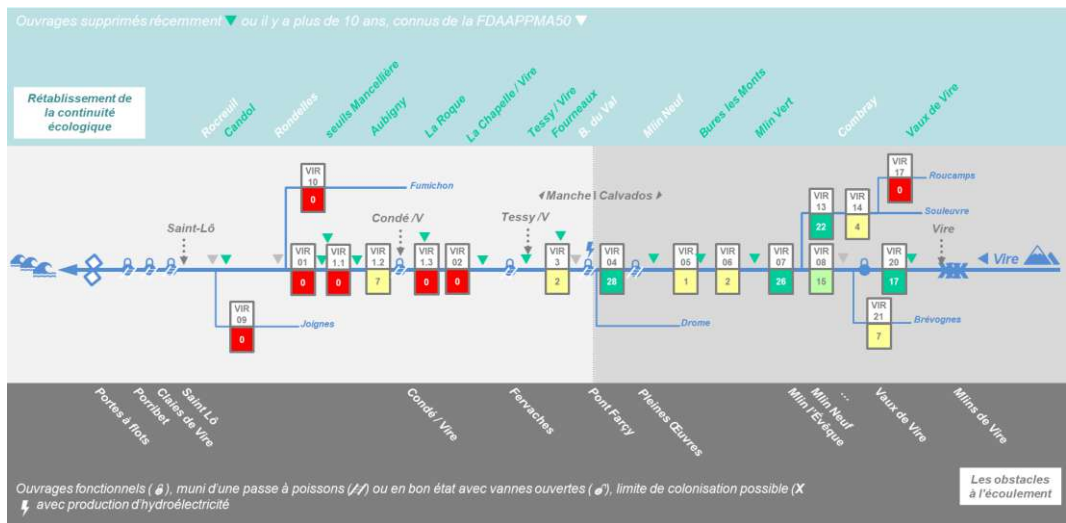 Ouvrages supprimés récemment ▼ ou il y a plus de 10 ans, connus de la FDAAPPMA50 ▼
Rétablissement de
la continuité
écologique
Rocreuil
Candol
Rondelles
seuils Mancellière
Aubigny
La Roque
La Chapelle / Vire
Tessy / Vire
Fourneaux
B. du Val
Mlin Neuf
Bures les Monts
Mlin Vert
Combray
Vaux de Vire
VIR
10
0
Fumichon
VIR
17
0
Roucamps
VIR
13
22
VIR
14
4
Souleuvre
Manche | Calvados
Saint-Lô
Condé /V
Tessy /V
Vire
VIR
01
0
VIR
1.1
0
VIR
1.2
7
VIR
1.3
0
VIR
02
0
VIR
3
2
VIR
04
28
VIR
05
1
VIR
06
2
VIR
07
26
VIR
08
15
VIR
20
17
Vire
VIR
09
0
Joignes
Drome
VIR
21
7
Brévognes
Portes à flots
Porribet
Claies de Vire
Saint Lô
Condé / Vire
Fervaches
Pont Farçy
Pleines Œuvres
Mlin l'Évêque
Mlin Neuf
...
Vaux de Vire
Mlins de Vire
Ouvrages fonctionnels ( ), muni d'une passe à poissons ( ) ou en bon état avec vannes ouvertes ( ), limite de colonisation possible (X
avec production d'hydroélectricité
Les obstacles
à l'écoulement